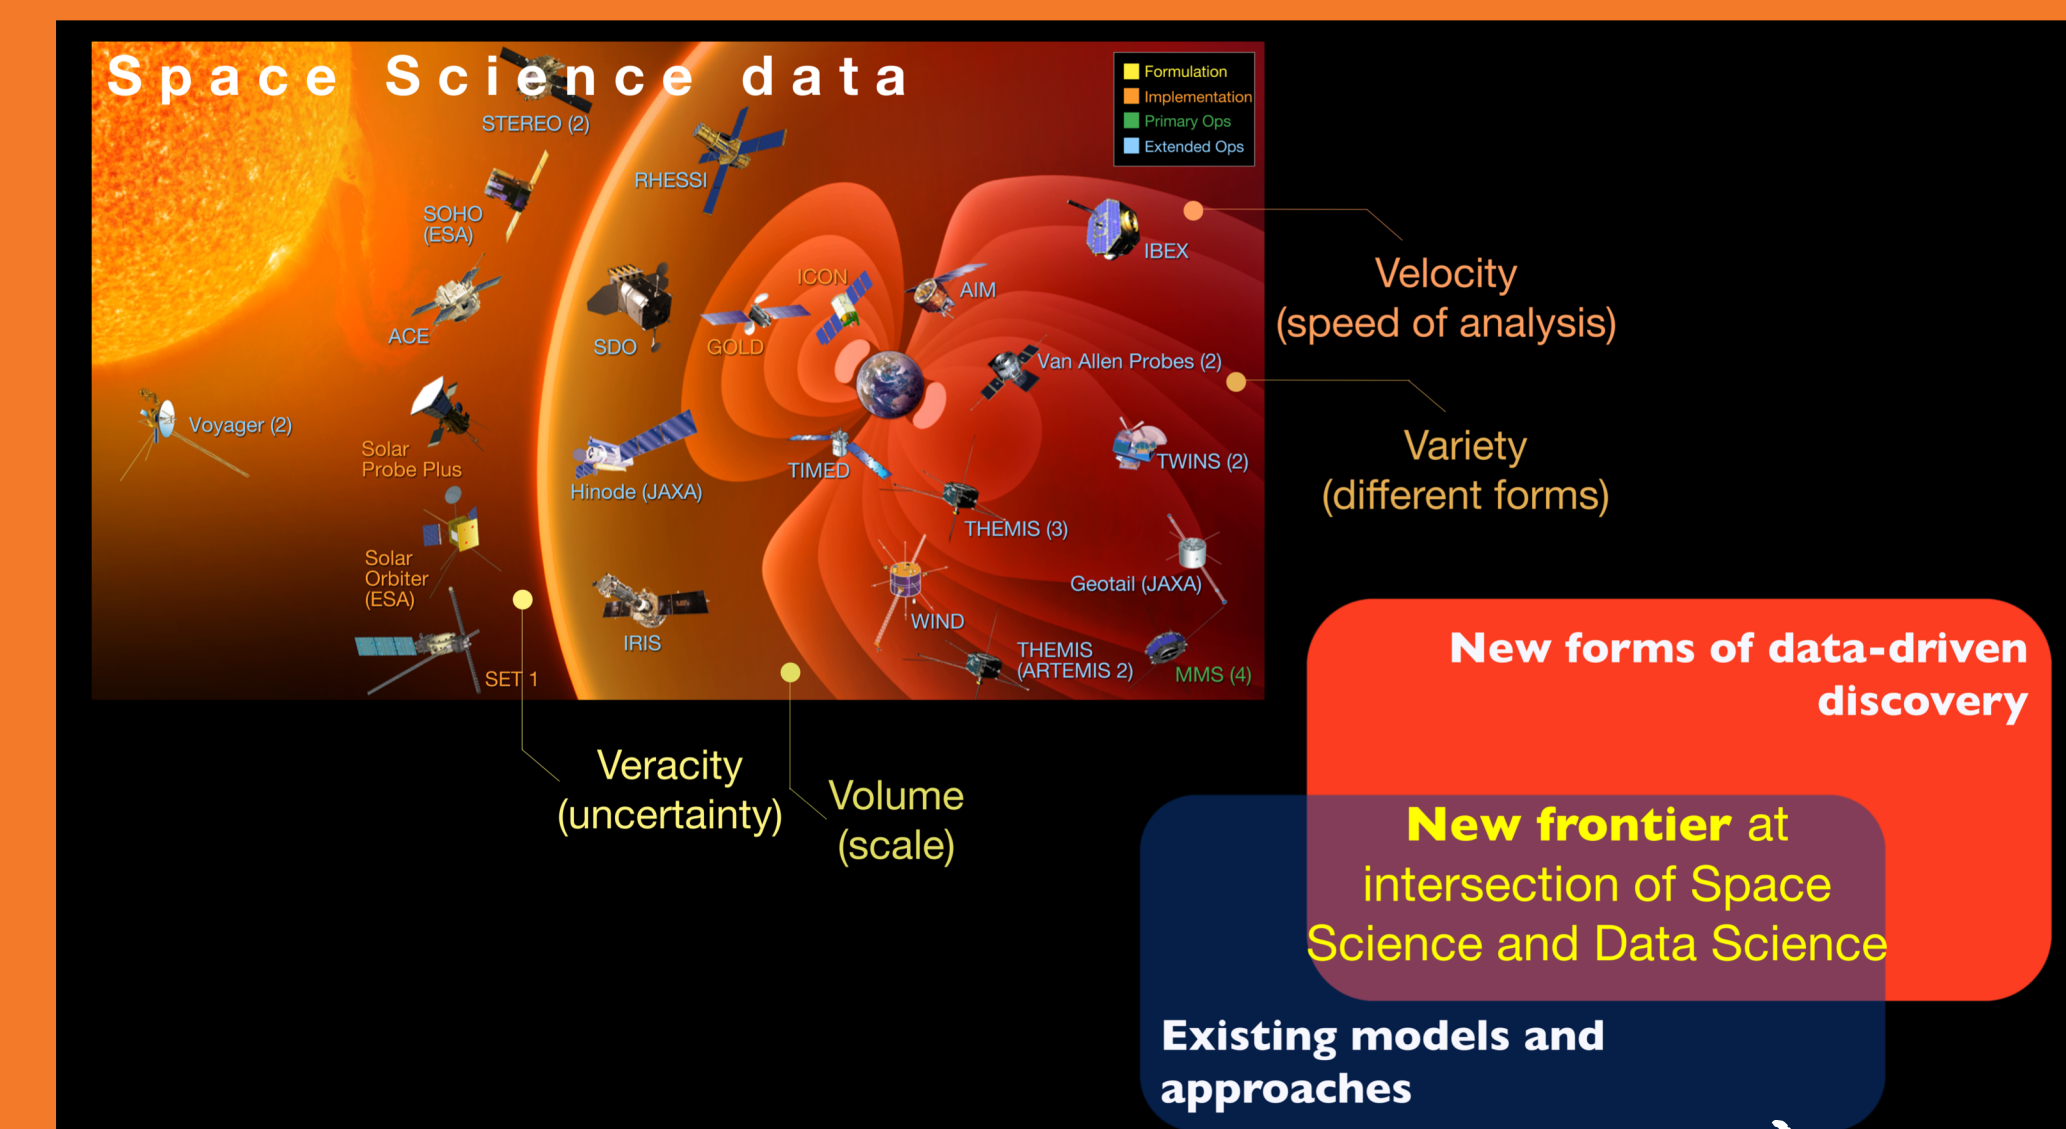 Space Science data
Formulation
Implementation
Primary Ops
Extended Ops
STEREO (2)
RHESSI
SOHO
(ESA)
IBEX
ICON
AIM
ACE
SDO
GOLD
Van Allen Probes (2)
Voyager (2)
Solar
Probe Plus
TIMED
TWINS (2)
Hinode (JAXA)
THEMIS (3)
Solar
Orbiter
(ESA)
Geotail (JAXA)
WIND
IRIS
THEMIS
(ARTEMIS 2)
MMS (4)
SET 1
Velocity
(speed of analysis)
Variety
(different forms)
Veracity
(uncertainty)
Volume
(scale)
New forms of data-driven
discovery
New frontier at
intersection of Space
Science and Data Science
Existing models and
approaches